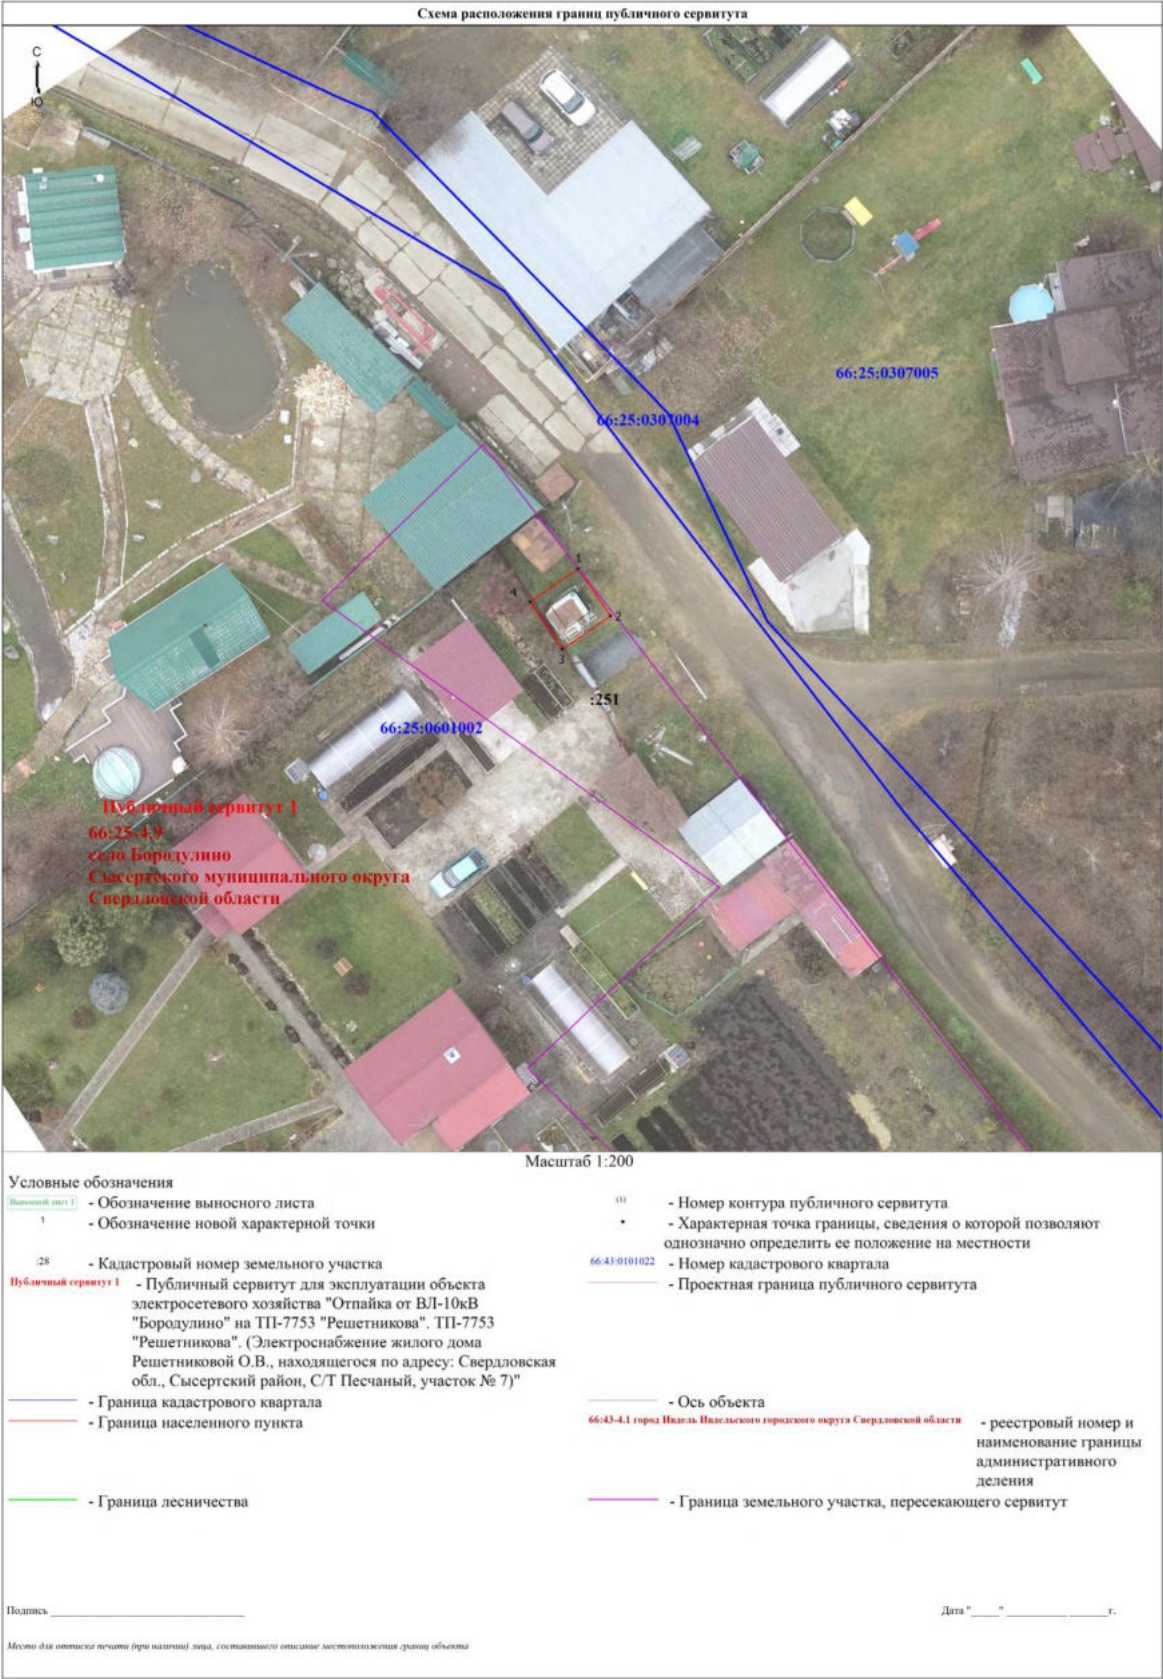 Схема расположения границ публичного сервитута
С
Ю
66:25:0307005
66:25:0307004
1
4
2
3
:251
66:25:0601002
Публичный сервитут 1
66:25-4.9
село Бородулино
Сысертского муниципального округа
Свердловской области
Масштаб 1:200
Условные обозначения
Выносной лист 1 - Обозначение выносного листа
1 - Обозначение новой характерной точки
:28 - Кадастровый номер земельного участка
Публичный сервитут 1 - Публичный сервитут для эксплуатации объекта
электросетевого хозяйства "Отпайка от ВЛ-10кВ
"Бородулино" на ТП-7753 "Решетникова". ТП-7753
"Решетникова". (Электроснабжение жилого дома
Решетниковой О.В., находящегося по адресу: Свердловская
обл., Сысертский район, С/Т Песчаный, участок № 7)"
- Граница кадастрового квартала
- Граница населенного пункта
- Граница лесничества
(1) - Номер контура публичного сервитута
- Характерная точка границы, сведения о которой позволяют
однозначно определить ее положение на местности
66:43:0101022 - Номер кадастрового квартала
- Проектная граница публичного сервитута
- Ось объекта
66:43-4.1 город Ивдель Ивдельского городского округа Свердловской области - реестровый номер и
наименование границы
административного
деления
- Граница земельного участка, пересекающего сервитут
Подпись ____________________
Дата "_____" ___________ _______г.
Место для оттиска печати (при наличии) лица, составившего описание местоположения границ объекта